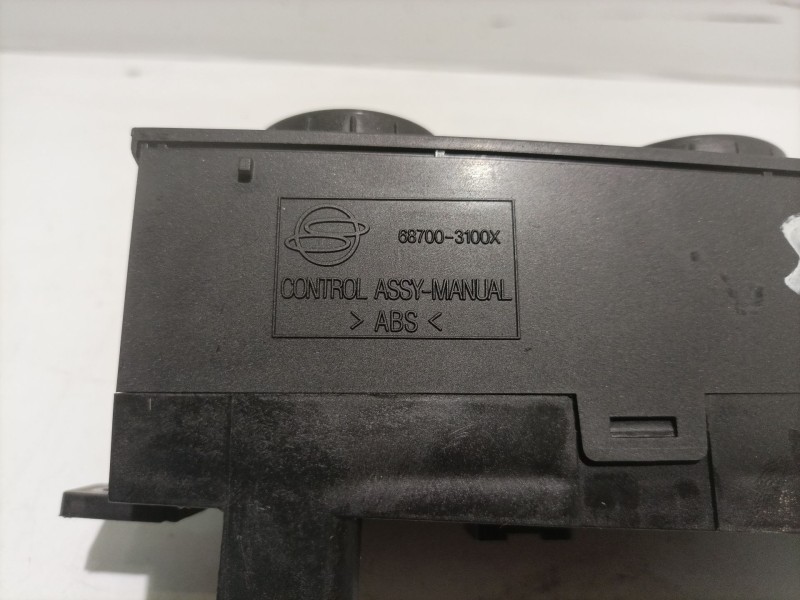 68700-3100X
CONTROL ASSY-MANUAL
> ABS <